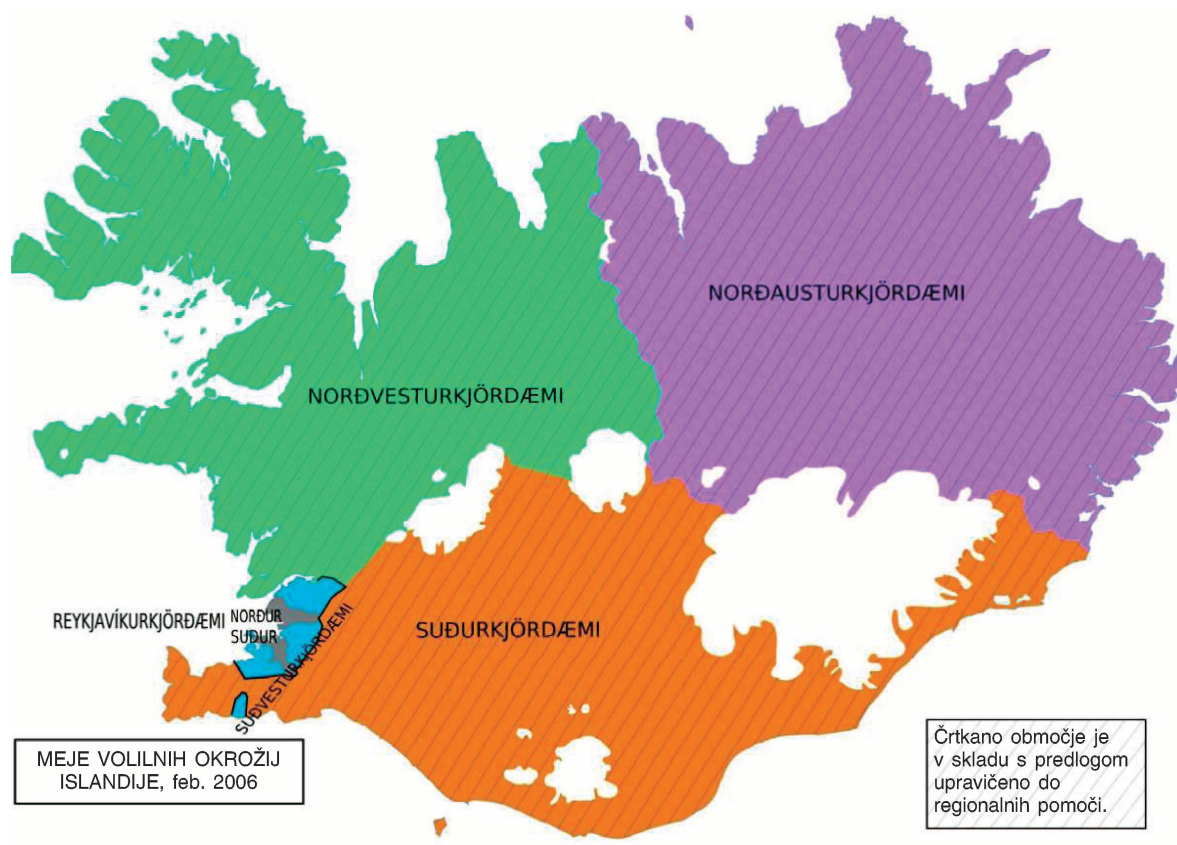 NORÐAUSTURKJÖRDÆMI
NORÐVESTURKJÖRDÆMI
REYKJAVÍKURKJÖRÐÆMI
NORÐUR
SUÐUR
SUÐVESTURKJÖRDÆMI
SUÐURKJÖRDÆMI
MEJE VOLILNIH OKROŽIJ
ISLANDIJE, feb. 2006
Črtkano območje je
v skladu s predlogom
upravičeno do
regionalnih pomoči.